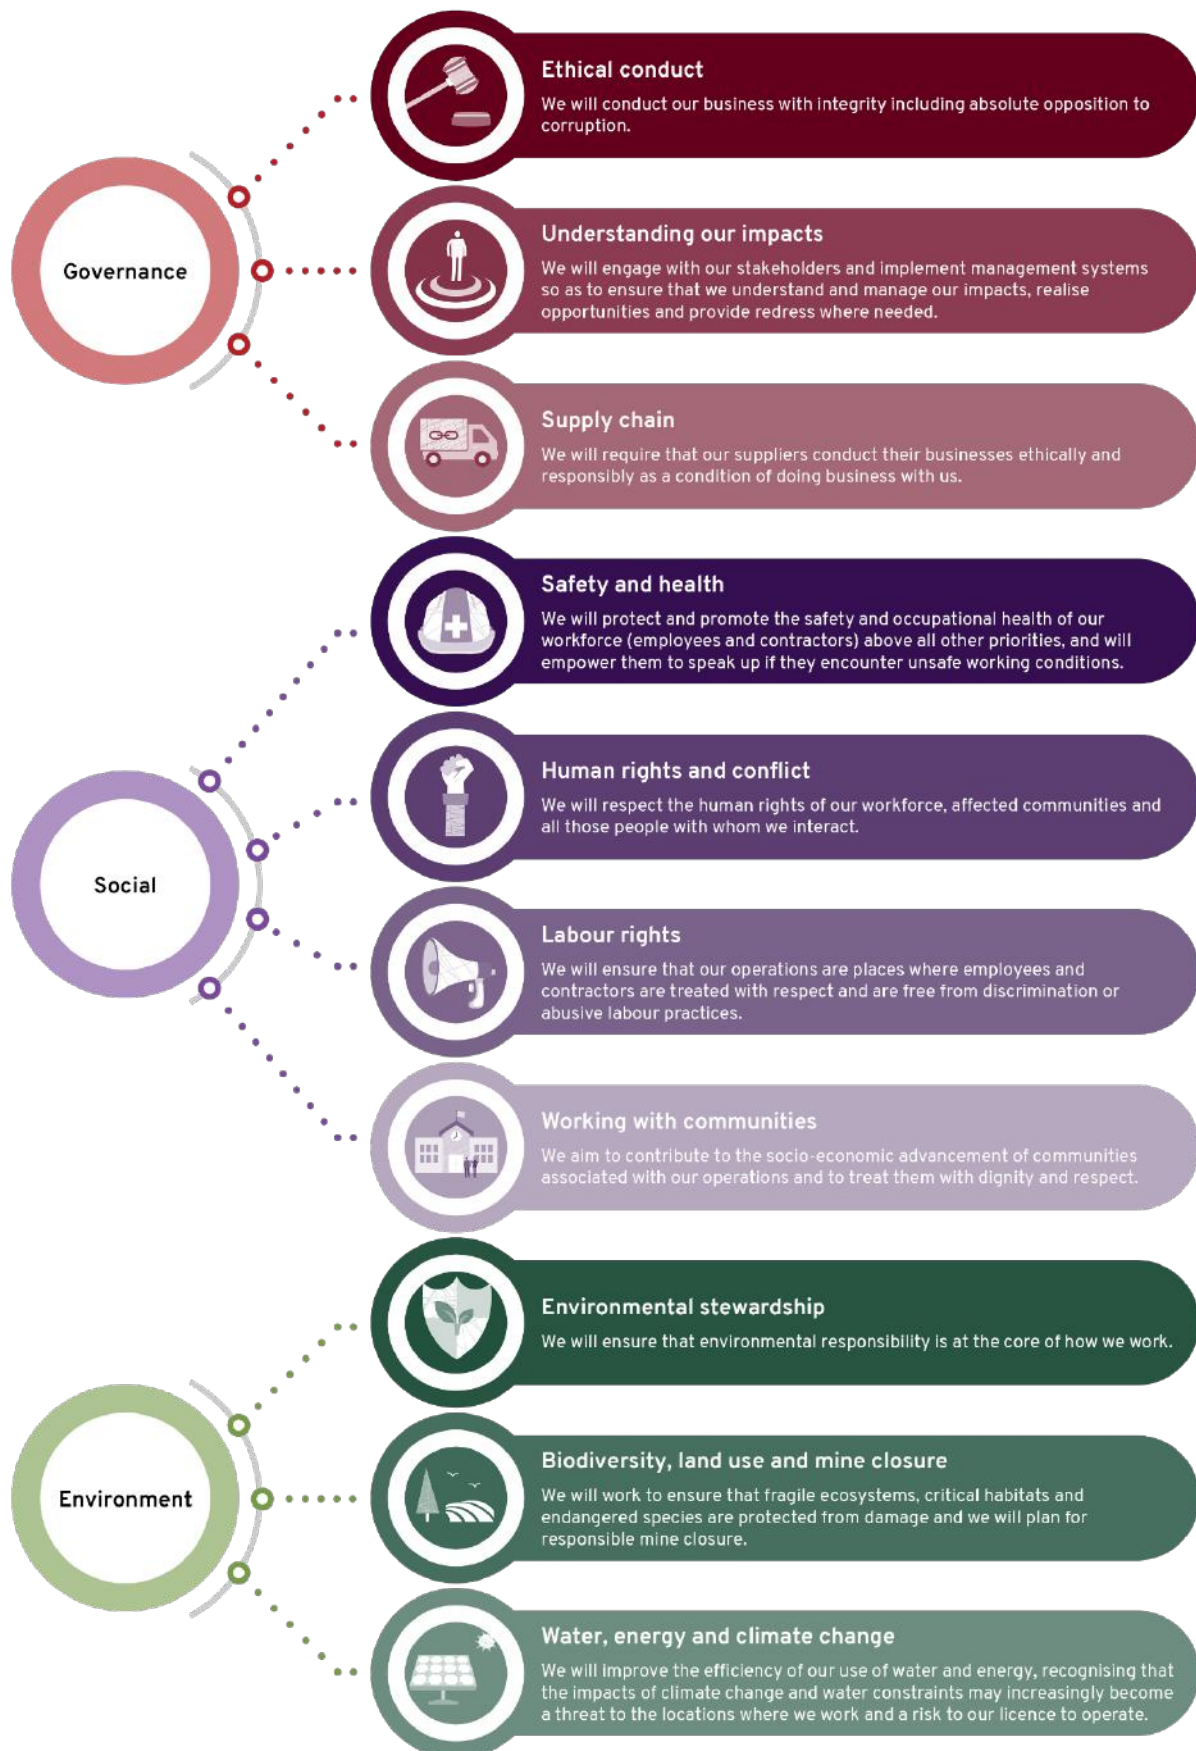 Governance
Ethical conduct
We will conduct our business with integrity including absolute opposition to
corruption.
Understanding our impacts
We will engage with our stakeholders and implement management systems
so as to ensure that we understand and manage our impacts, realise
opportunities and provide redress where needed.
Supply chain
We will require that our suppliers conduct their businesses ethically and
responsibly as a condition of doing business with us.
Social
Safety and health
We will protect and promote the safety and occupational health of our
workforce (employees and contractors) above all other priorities, and will
empower them to speak up if they encounter unsafe working conditions.
Human rights and conflict
We will respect the human rights of our workforce, affected communities and
all those people with whom we interact.
Labour rights
We will ensure that our operations are places where employees and
contractors are treated with respect and are free from discrimination or
abusive labour practices.
Working with communities
We aim to contribute to the socio-economic advancement of communities
associated with our operations and to treat them with dignity and respect.
Environment
Environmental stewardship
We will ensure that environmental responsibility is at the core of how we work.
Biodiversity, land use and mine closure
We will work to ensure that fragile ecosystems, critical habitats and
endangered species are protected from damage and we will plan for
responsible mine closure.
Water, energy and climate change
We will improve the efficiency of our use of water and energy, recognising that
the impacts of climate change and water constraints may increasingly become
a threat to the locations where we work and a risk to our licence to operate.